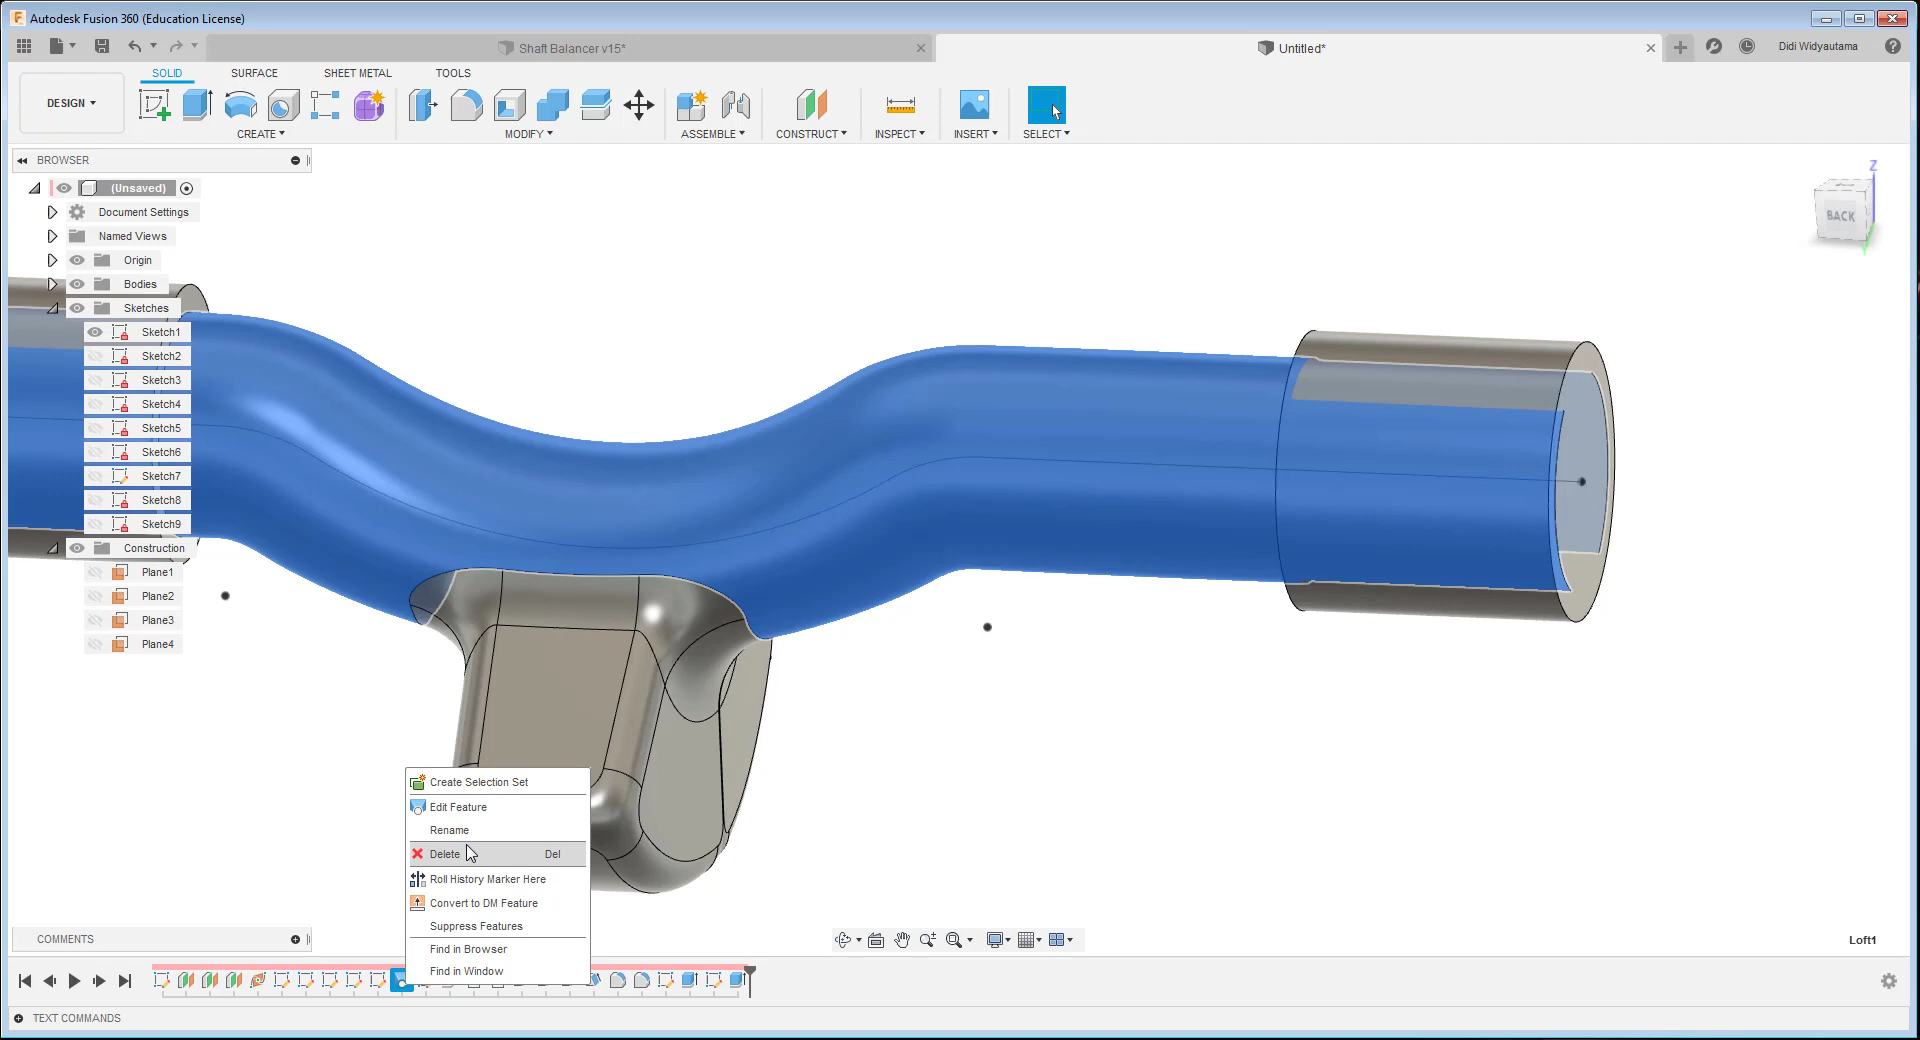 Autodesk Fusion 360 (Education License)
Shaft Balancer v15*
Untitled*
Didi Widyautama
DESIGN
SOLID
SURFACE
SHEET METAL
TOOLS
CREATE
MODIFY
ASSEMBLE
CONSTRUCT
INSPECT
INSERT
SELECT
BROWSER
(Unsaved)
Document Settings
Named Views
Origin
Bodies
Sketches
Sketch1
Sketch2
Sketch3
Sketch4
Sketch5
Sketch6
Sketch7
Sketch8
Sketch9
Construction
Plane1
Plane2
Plane3
Plane4
Z
BACK
Create Selection Set
Edit Feature
Rename
Delete Del
Roll History Marker Here
Convert to DM Feature
Suppress Features
Find in Browser
Find in Window
COMMENTS
Loft1
TEXT COMMANDS